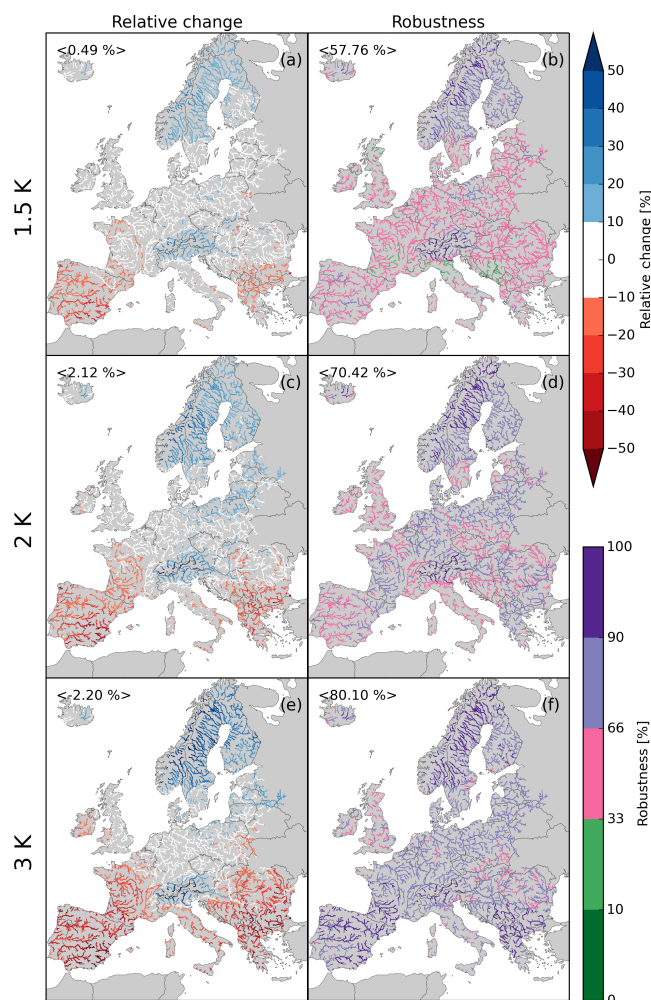 Relative change
Robustness
<0.49 %>
(a)
<57.76 %>
(b)
1.5 K
50
40
30
20
10
0
−10
−20
−30
−40
−50
Relative change [%]
<2.12 %>
(c)
<70.42 %>
(d)
2 K
<-2.20 %>
(e)
<80.10 %>
(f)
3 K
100
90
66
33
10
0
Robustness [%]